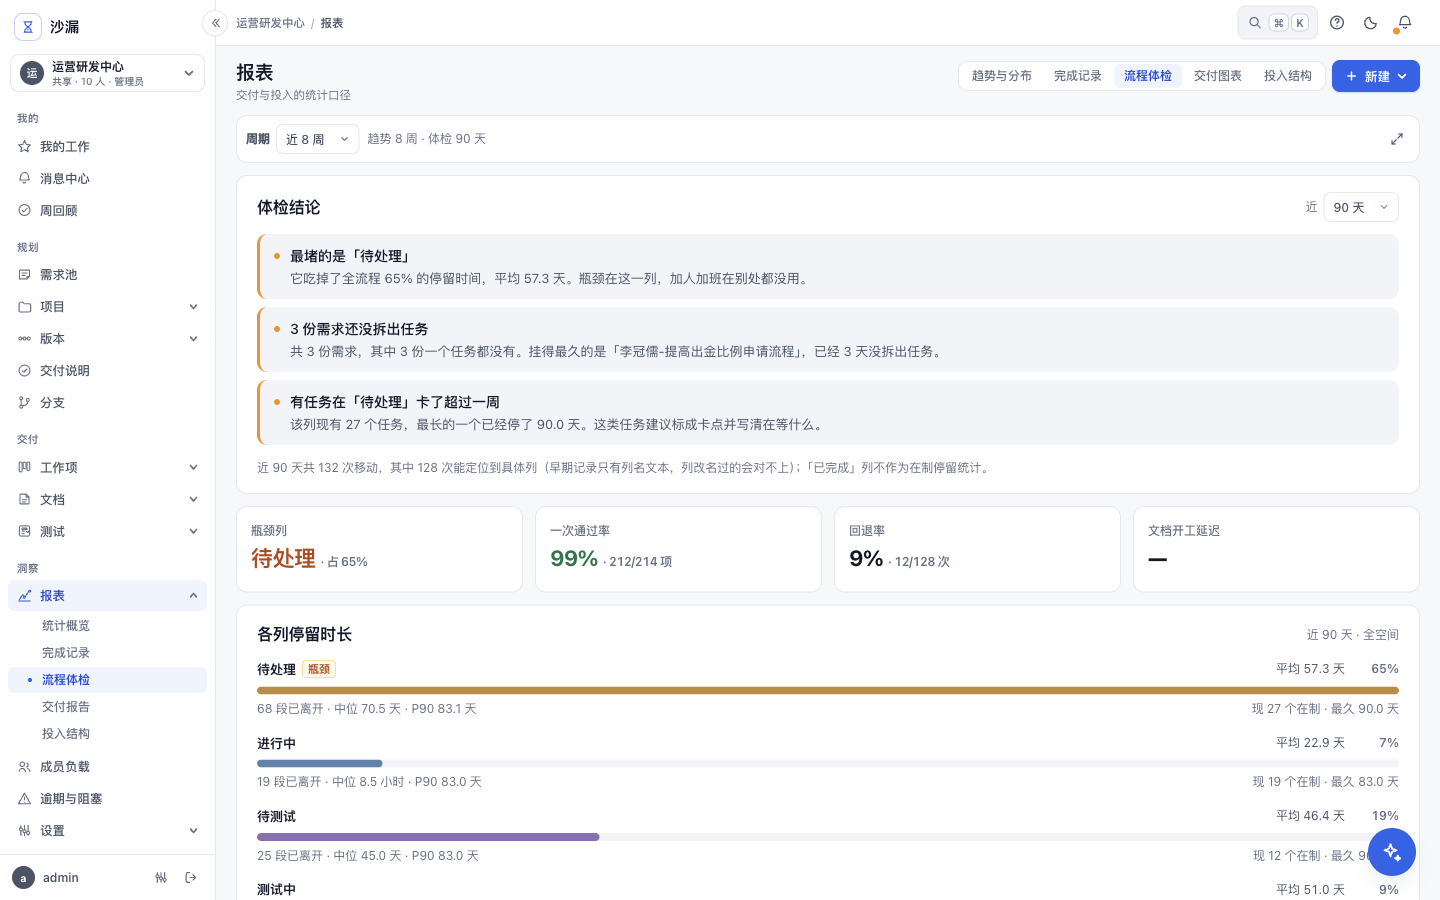 沙漏
运
运营研发中心
共享 · 10 人 · 管理员
我的
我的工作
消息中心
周回顾
规划
需求池
项目
版本
交付说明
分支
交付
工作项
文档
测试
洞察
报表
统计概览
完成记录
流程体检
交付报告
投入结构
成员负载
逾期与阻塞
设置
a
admin
运营研发中心 / 报表
⌘ K
报表
交付与投入的统计口径
趋势与分布
完成记录
流程体检
交付图表
投入结构
+ 新建
周期
近 8 周
趋势 8 周 · 体检 90 天
体检结论
近
90 天
最堵的是「待处理」
它吃掉了全流程 65% 的停留时间，平均 57.3 天。瓶颈在这一列，加人加班在别处都没用。
3 份需求还没拆出任务
共 3 份需求，其中 3 份一个任务都没有。挂得最久的是「李冠儒-提高出金比例申请流程」，已经 3 天没拆出任务。
有任务在「待处理」卡了超过一周
该列现有 27 个任务，最长的一个已经停了 90.0 天。这类任务建议标成卡点并写清在等什么。
近 90 天共 132 次移动，其中 128 次能定位到具体列（早期记录只有列名文本，列改名过的会对不上）；「已完成」列不作为在制停留统计。
瓶颈列
待处理 · 占 65%
一次通过率
99% · 212/214 项
回退率
9% · 12/128 次
文档开工延迟
—
各列停留时长
近 90 天 · 全空间
待处理
瓶颈
平均 57.3 天
65%
68 段已离开 · 中位 70.5 天 · P90 83.1 天
现 27 个在制 · 最久 90.0 天
进行中
平均 22.9 天
7%
19 段已离开 · 中位 8.5 小时 · P90 83.0 天
现 19 个在制 · 最久 83.0 天
待测试
平均 46.4 天
19%
25 段已离开 · 中位 45.0 天 · P90 83.0 天
现 12 个在制 · 最久
测试中
平均 51.0 天
9%